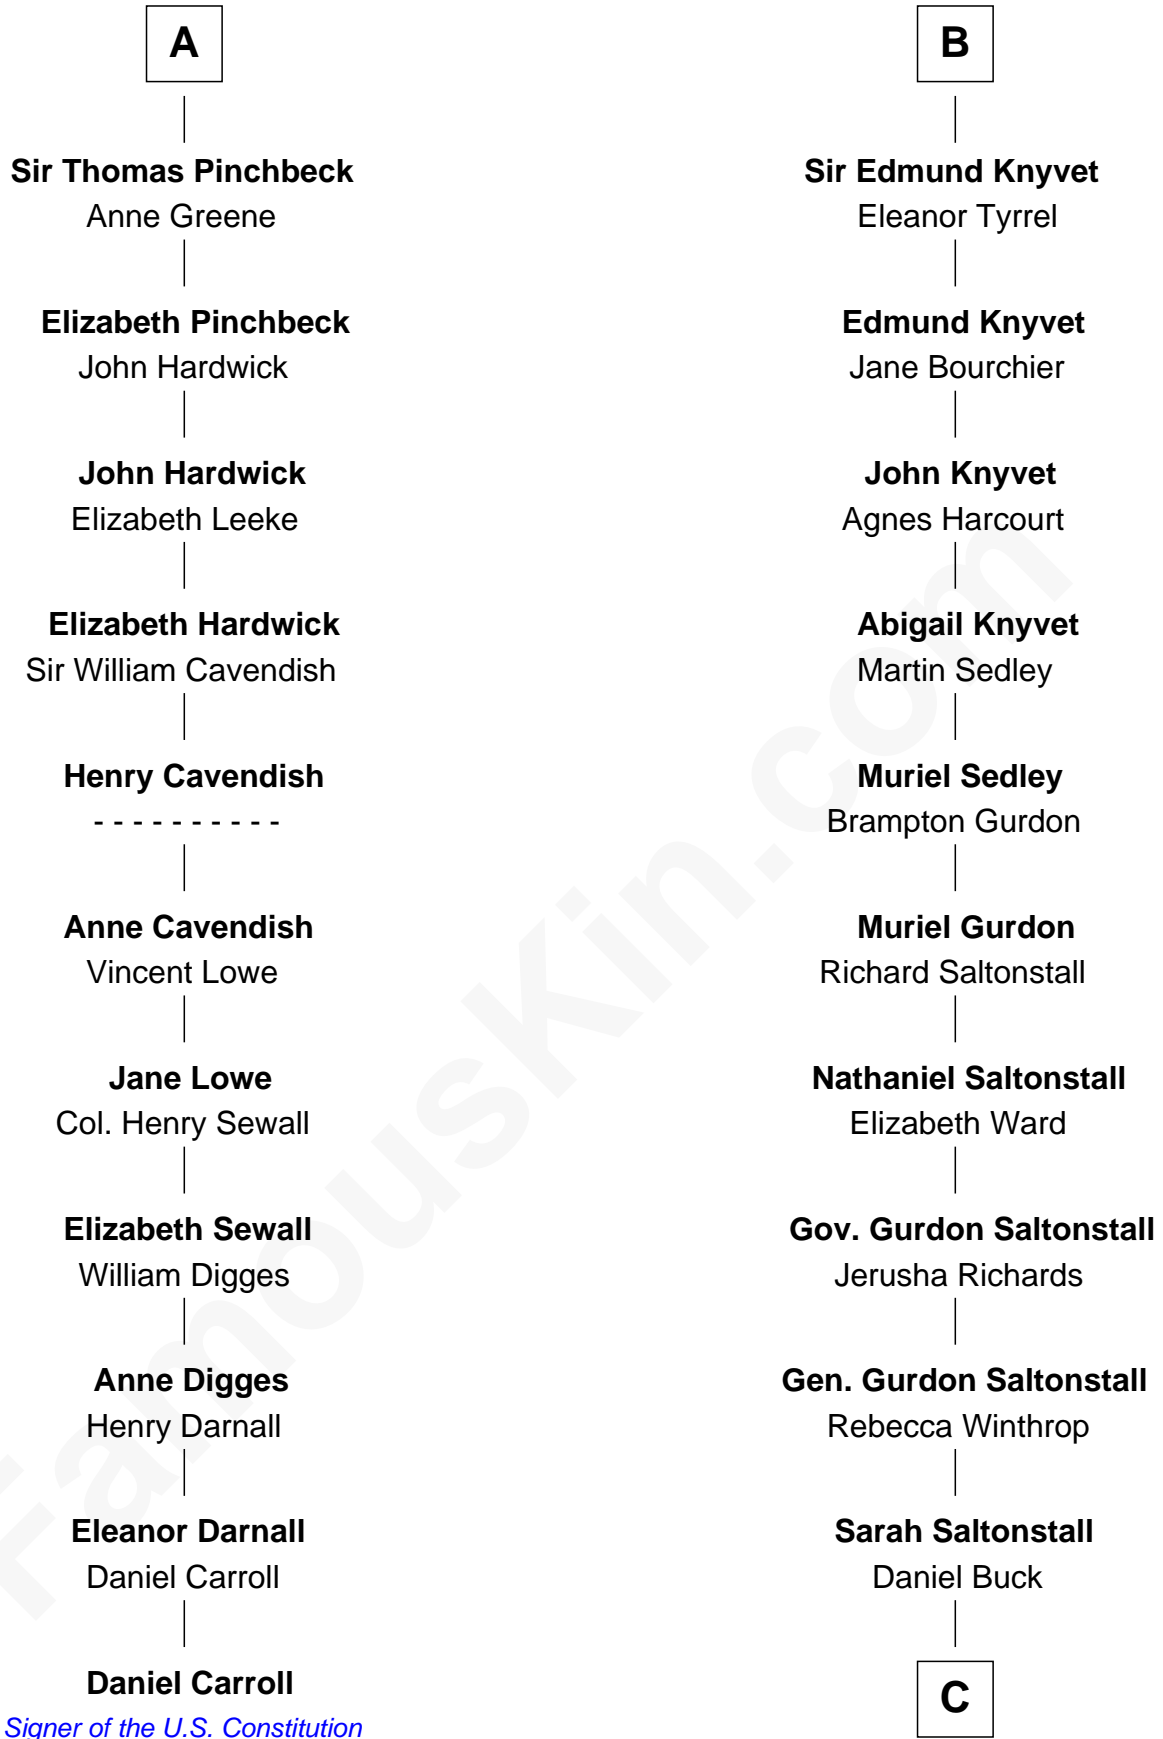 A
Sir Thomas Pinchbeck
Anne Greene
Elizabeth Pinchbeck
John Hardwick
John Hardwick
Elizabeth Leeke
Elizabeth Hardwick
Sir William Cavendish
Henry Cavendish
- - - - - - - - - -
Anne Cavendish
Vincent Lowe
Jane Lowe
Col. Henry Sewall
Elizabeth Sewall
William Digges
Anne Digges
Henry Darnall
Eleanor Darnall
Daniel Carroll
Daniel Carroll
Signer of the U.S. Constitution
B
Sir Edmund Knyvet
Eleanor Tyrrel
Edmund Knyvet
Jane Bourchier
John Knyvet
Agnes Harcourt
Abigail Knyvet
Martin Sedley
Muriel Sedley
Brampton Gurdon
Muriel Gurdon
Richard Saltonstall
Nathaniel Saltonstall
Elizabeth Ward
Gov. Gurdon Saltonstall
Jerusha Richards
Gen. Gurdon Saltonstall
Rebecca Winthrop
Sarah Saltonstall
Daniel Buck
C
FamousKin.com